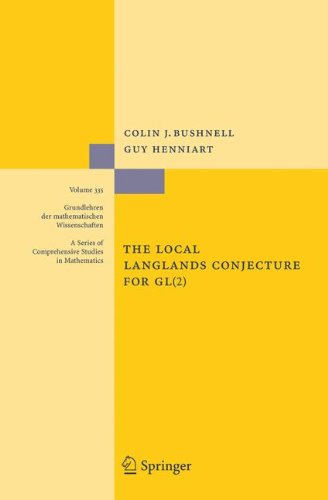 COLIN J. BUSHNELL
GUY HENNIART
Volume 335
Grundlehren
der mathematischen
Wissenschaften
A Series of
Comprehensive Studies
in Mathematics
THE LOCAL
LANGLANDS CONJECTURE
FOR GL(2)
Springer